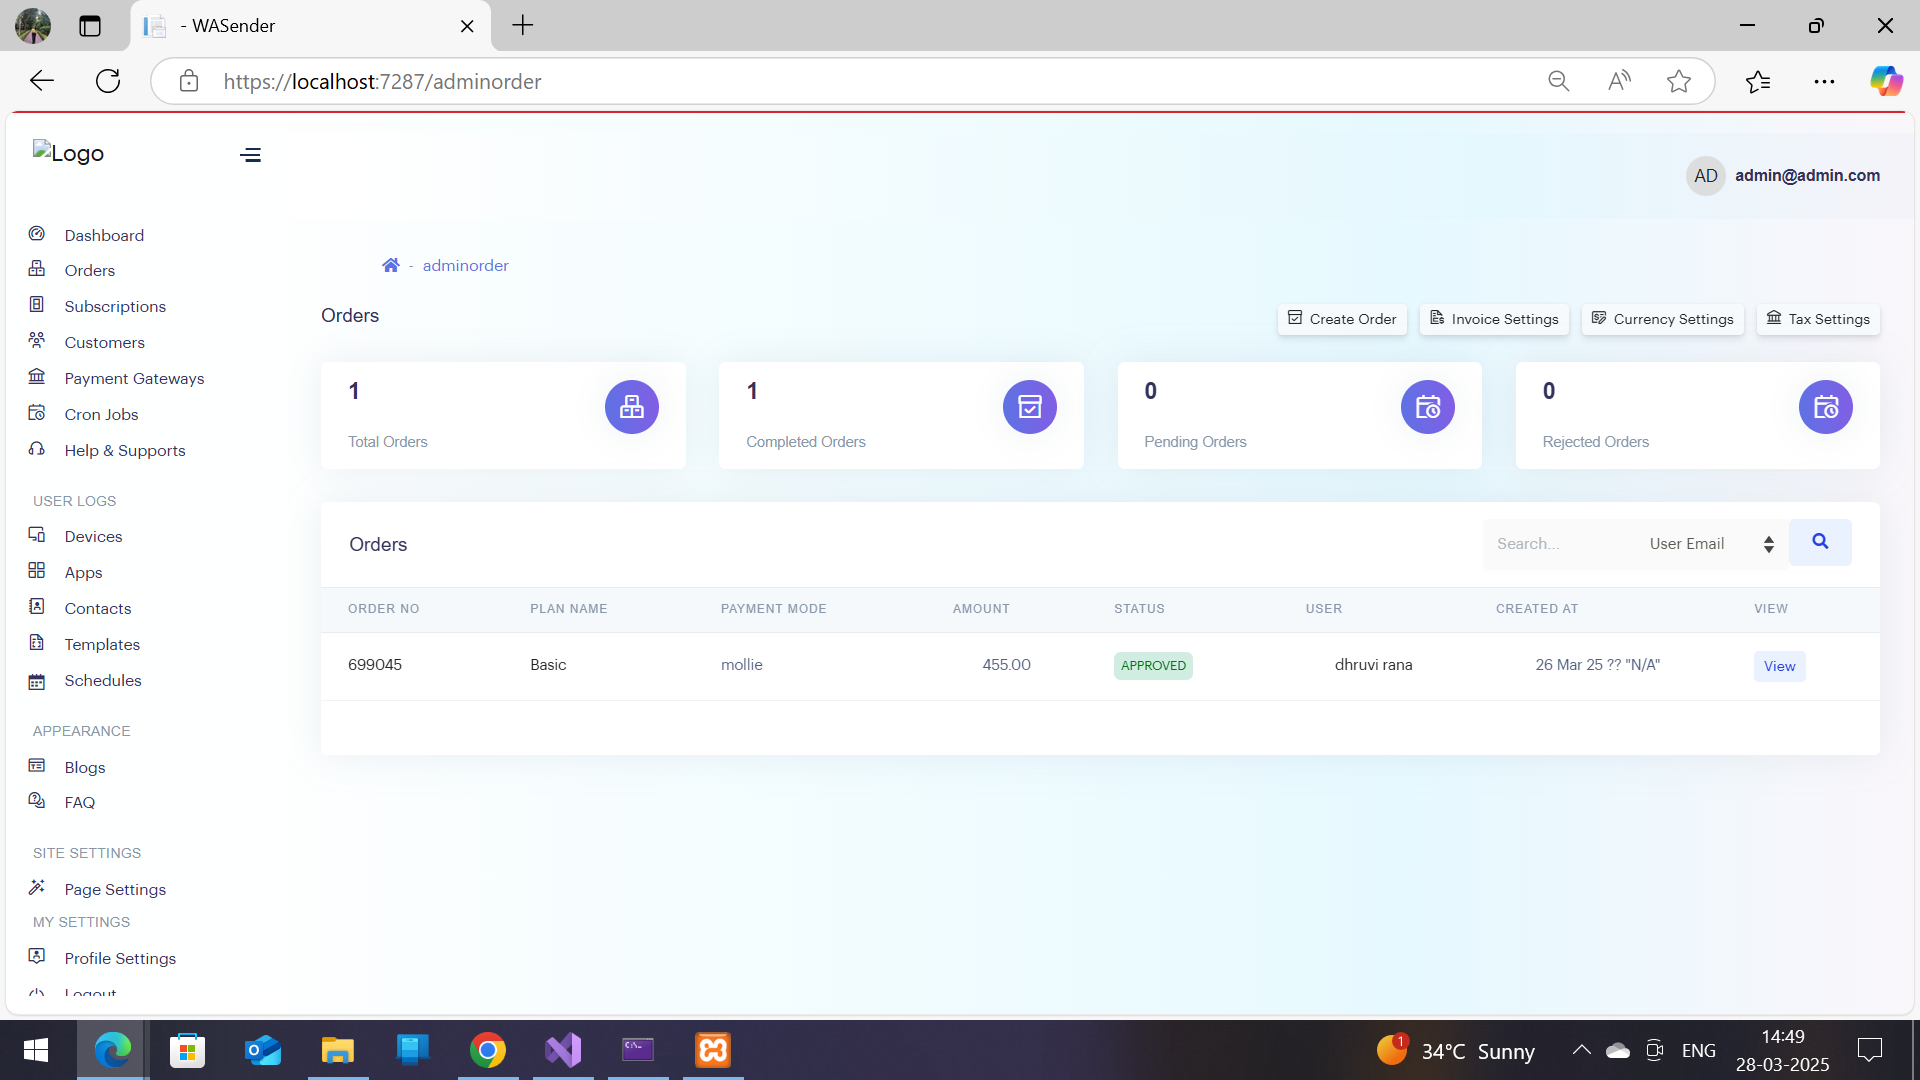 - WASender
https://localhost:7287/adminorder
Logo
AD admin@admin.com
Dashboard
Orders
Subscriptions
Customers
Payment Gateways
Cron Jobs
Help & Supports
USER LOGS
Devices
Apps
Contacts
Templates
Schedules
APPEARANCE
Blogs
FAQ
SITE SETTINGS
Page Settings
MY SETTINGS
Profile Settings
Logout
- adminorder
Orders
Create Order Invoice Settings Currency Settings Tax Settings
1
Total Orders
1
Completed Orders
0
Pending Orders
0
Rejected Orders
Orders
Search... User Email
ORDER NO PLAN NAME PAYMENT MODE AMOUNT STATUS USER CREATED AT VIEW
699045 Basic mollie 455.00 APPROVED dhruvi rana 26 Mar 25 ?? "N/A" View
1 34°C Sunny ENG
14:49
28-03-2025